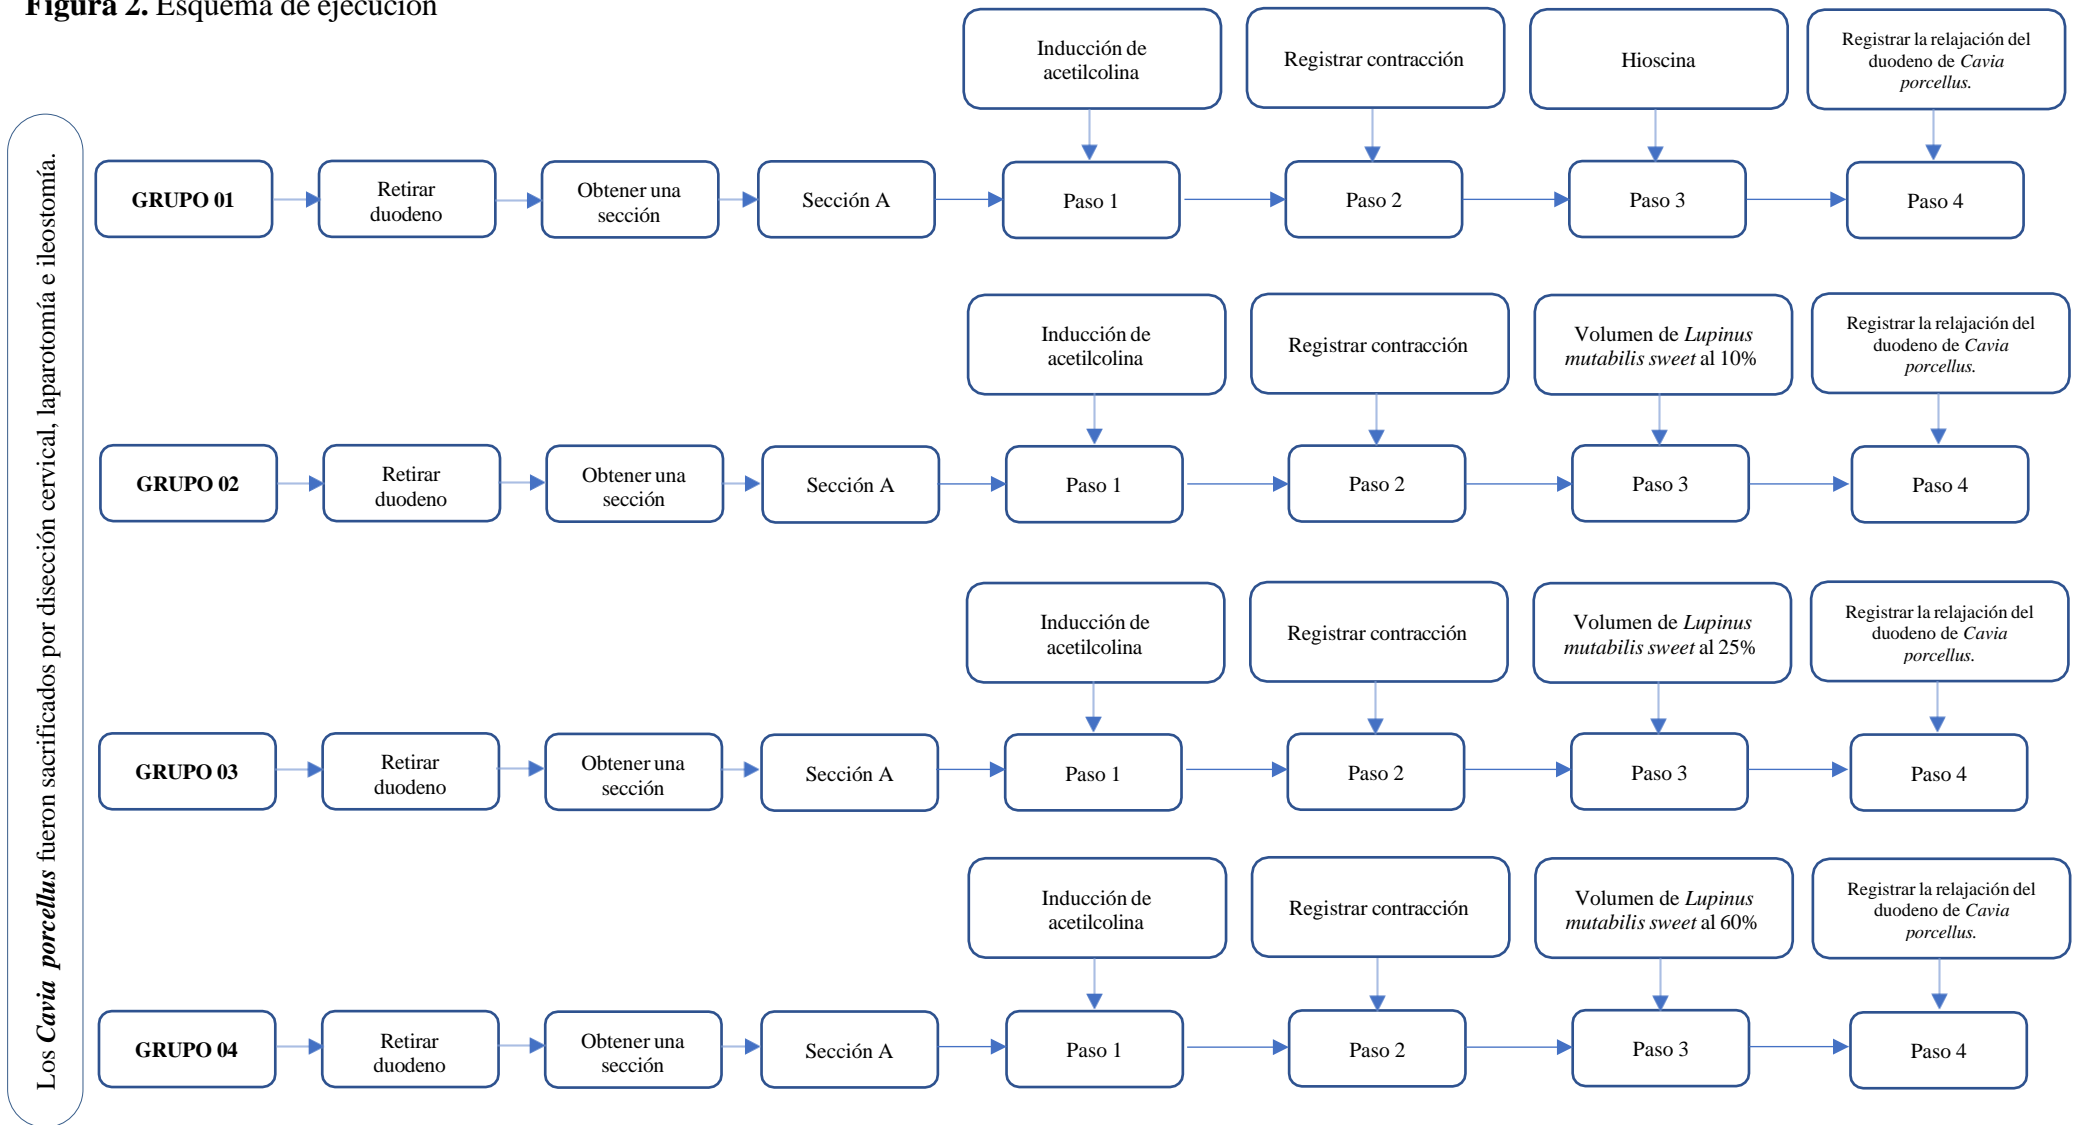 Figura 2. Esquema de ejecución
Los Cavia porcellus fueron sacrificados por disección cervical, laparotomía e ileostomía.
Inducción de
acetilcolina
Registrar contracción
Hioscina
Registrar la relajación del
duodeno de Cavia
porcellus.
GRUPO 01
Retirar
duodeno
Obtener una
sección
Sección A
Paso 1
Paso 2
Paso 3
Paso 4
Inducción de
acetilcolina
Registrar contracción
Volumen de Lupinus
mutabilis sweet al 10%
Registrar la relajación del
duodeno de Cavia
porcellus.
GRUPO 02
Retirar
duodeno
Obtener una
sección
Sección A
Paso 1
Paso 2
Paso 3
Paso 4
Inducción de
acetilcolina
Registrar contracción
Volumen de Lupinus
mutabilis sweet al 25%
Registrar la relajación del
duodeno de Cavia
porcellus.
GRUPO 03
Retirar
duodeno
Obtener una
sección
Sección A
Paso 1
Paso 2
Paso 3
Paso 4
Inducción de
acetilcolina
Registrar contracción
Volumen de Lupinus
mutabilis sweet al 60%
Registrar la relajación del
duodeno de Cavia
porcellus.
GRUPO 04
Retirar
duodeno
Obtener una
sección
Sección A
Paso 1
Paso 2
Paso 3
Paso 4